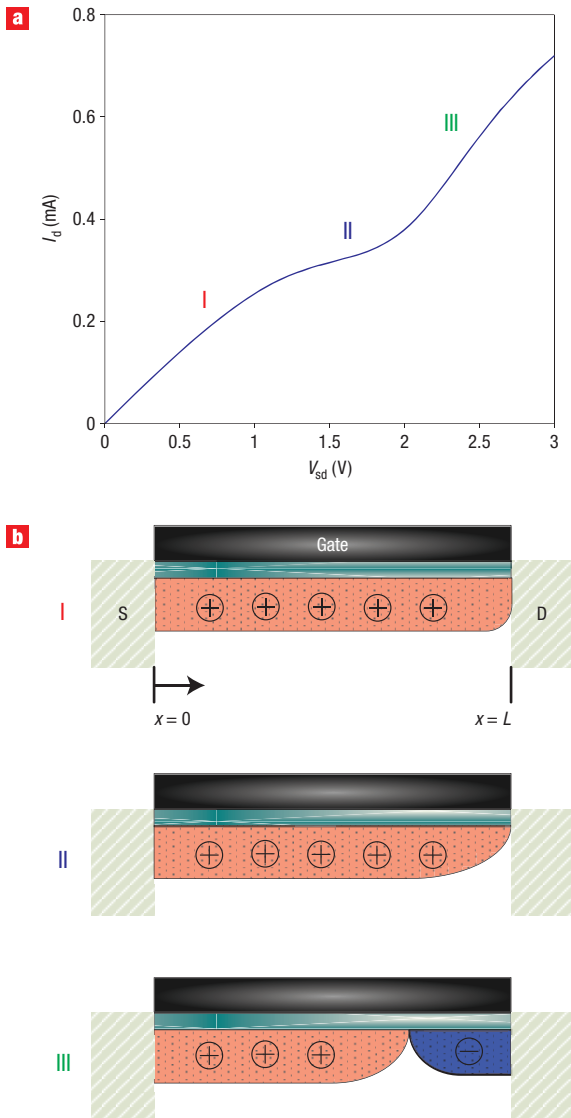 a
0.8
0.6
0.4
0.2
0
I
II
III
I_d (mA)
0 0.5 1 1.5 2 2.5 3
V_sd (V)
b
Gate
I S + + + + + D
x = 0 x = L
II + + + + +
III + + + −